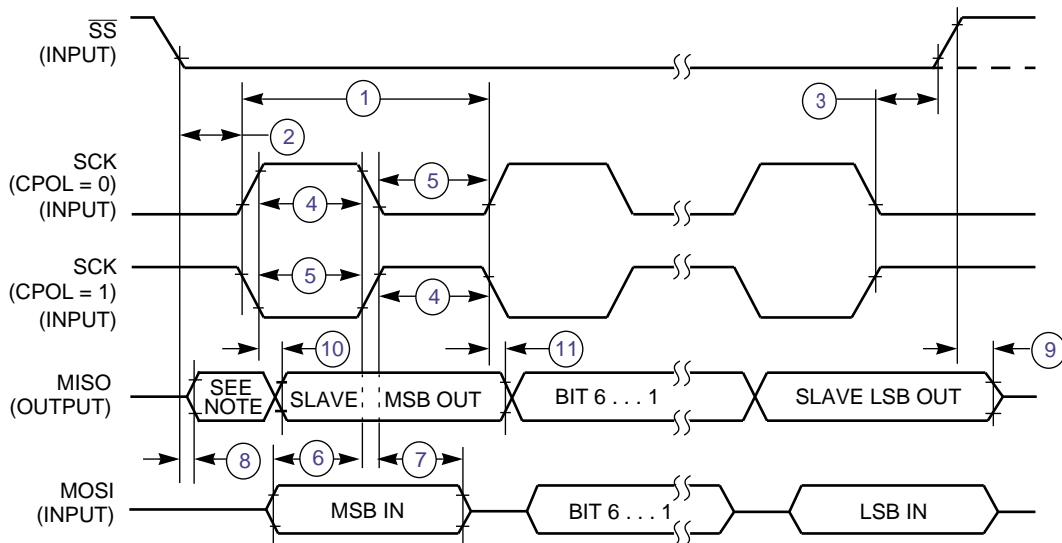 SS
(INPUT)
1
3
2
SCK
(CPOL = 0)
(INPUT)
4
5
SCK
(CPOL = 1)
(INPUT)
5
4
10
11
9
MISO
(OUTPUT)
SEE
NOTE
SLAVE
MSB OUT
BIT 6 . . . 1
SLAVE LSB OUT
8
6
7
MOSI
(INPUT)
MSB IN
BIT 6 . . . 1
LSB IN